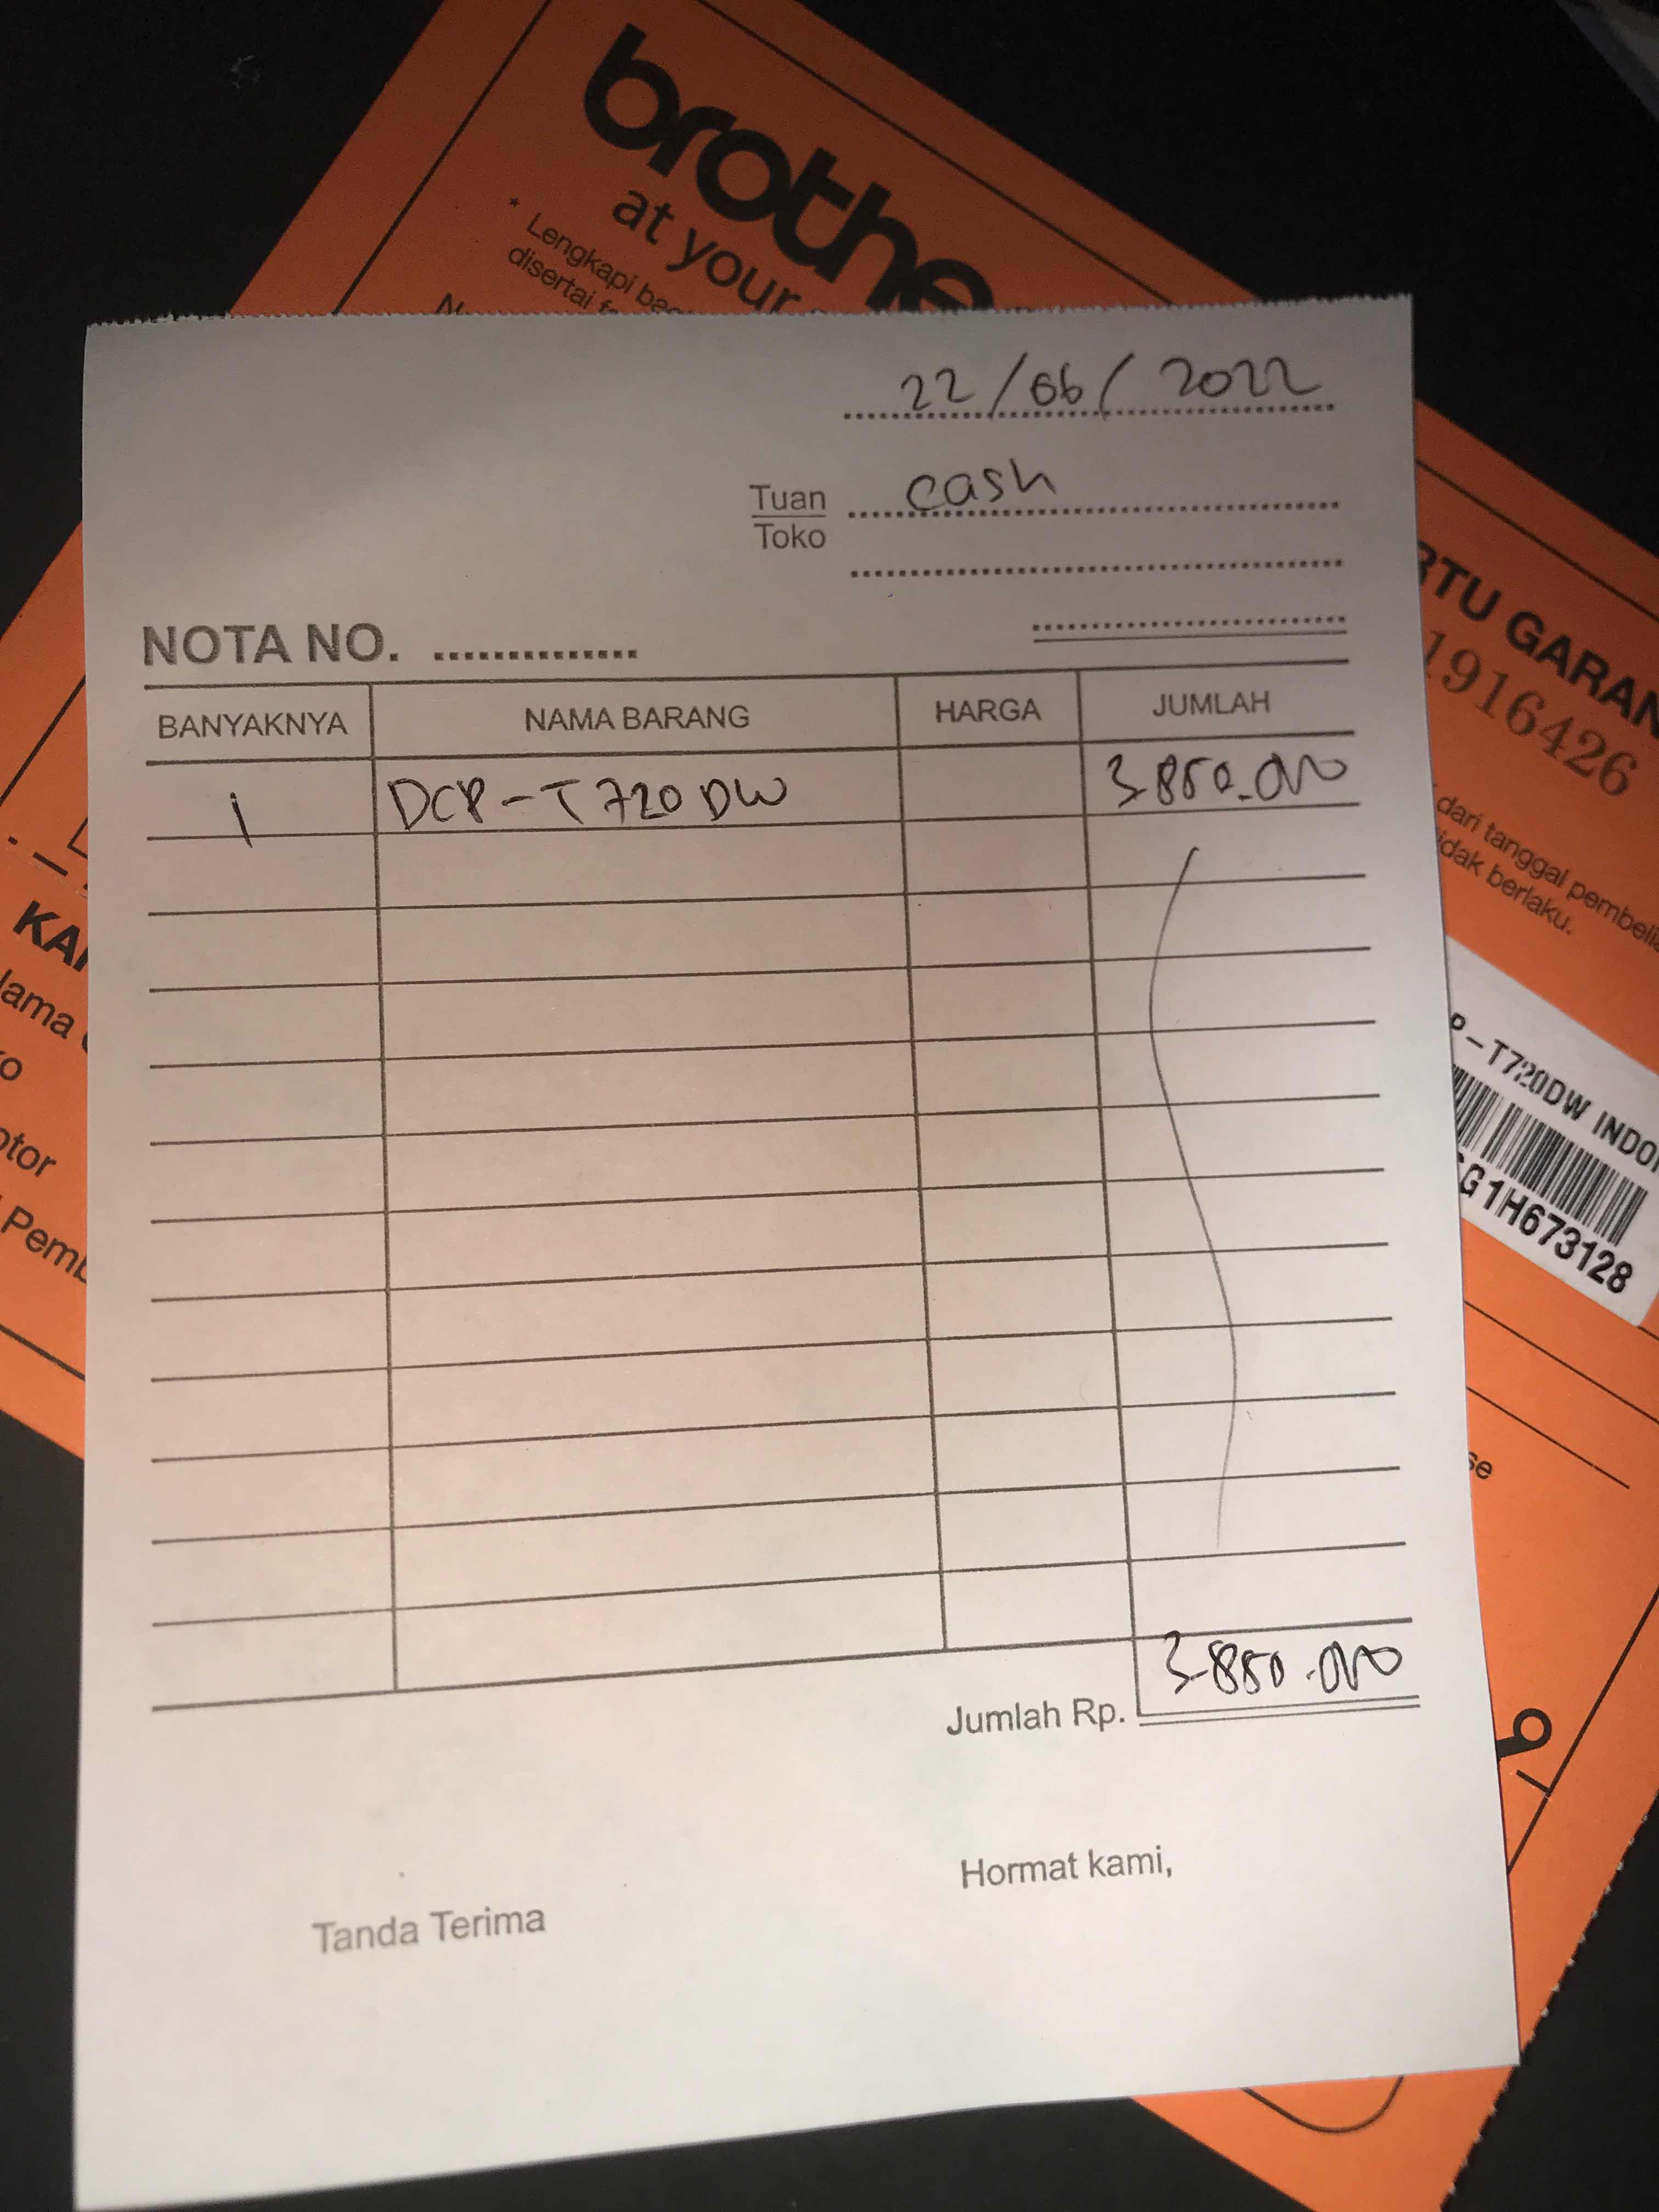 brothe
at your
* Lengkapi
disertai
22/06/2022
Tuan cash
Toko
NOTA NO.
BANYAKNYA NAMA BARANG HARGA JUMLAH
1 DCP-T720DW 3.850.000
Jumlah Rp. 3.850.000
Tanda Terima
Hormat kami,
RTU GARAN
1916426
dari tanggal pembeli
idak berlaku.
P-T720DW INDO
G1H673128
se
KA
lama
o
otor
Pemb